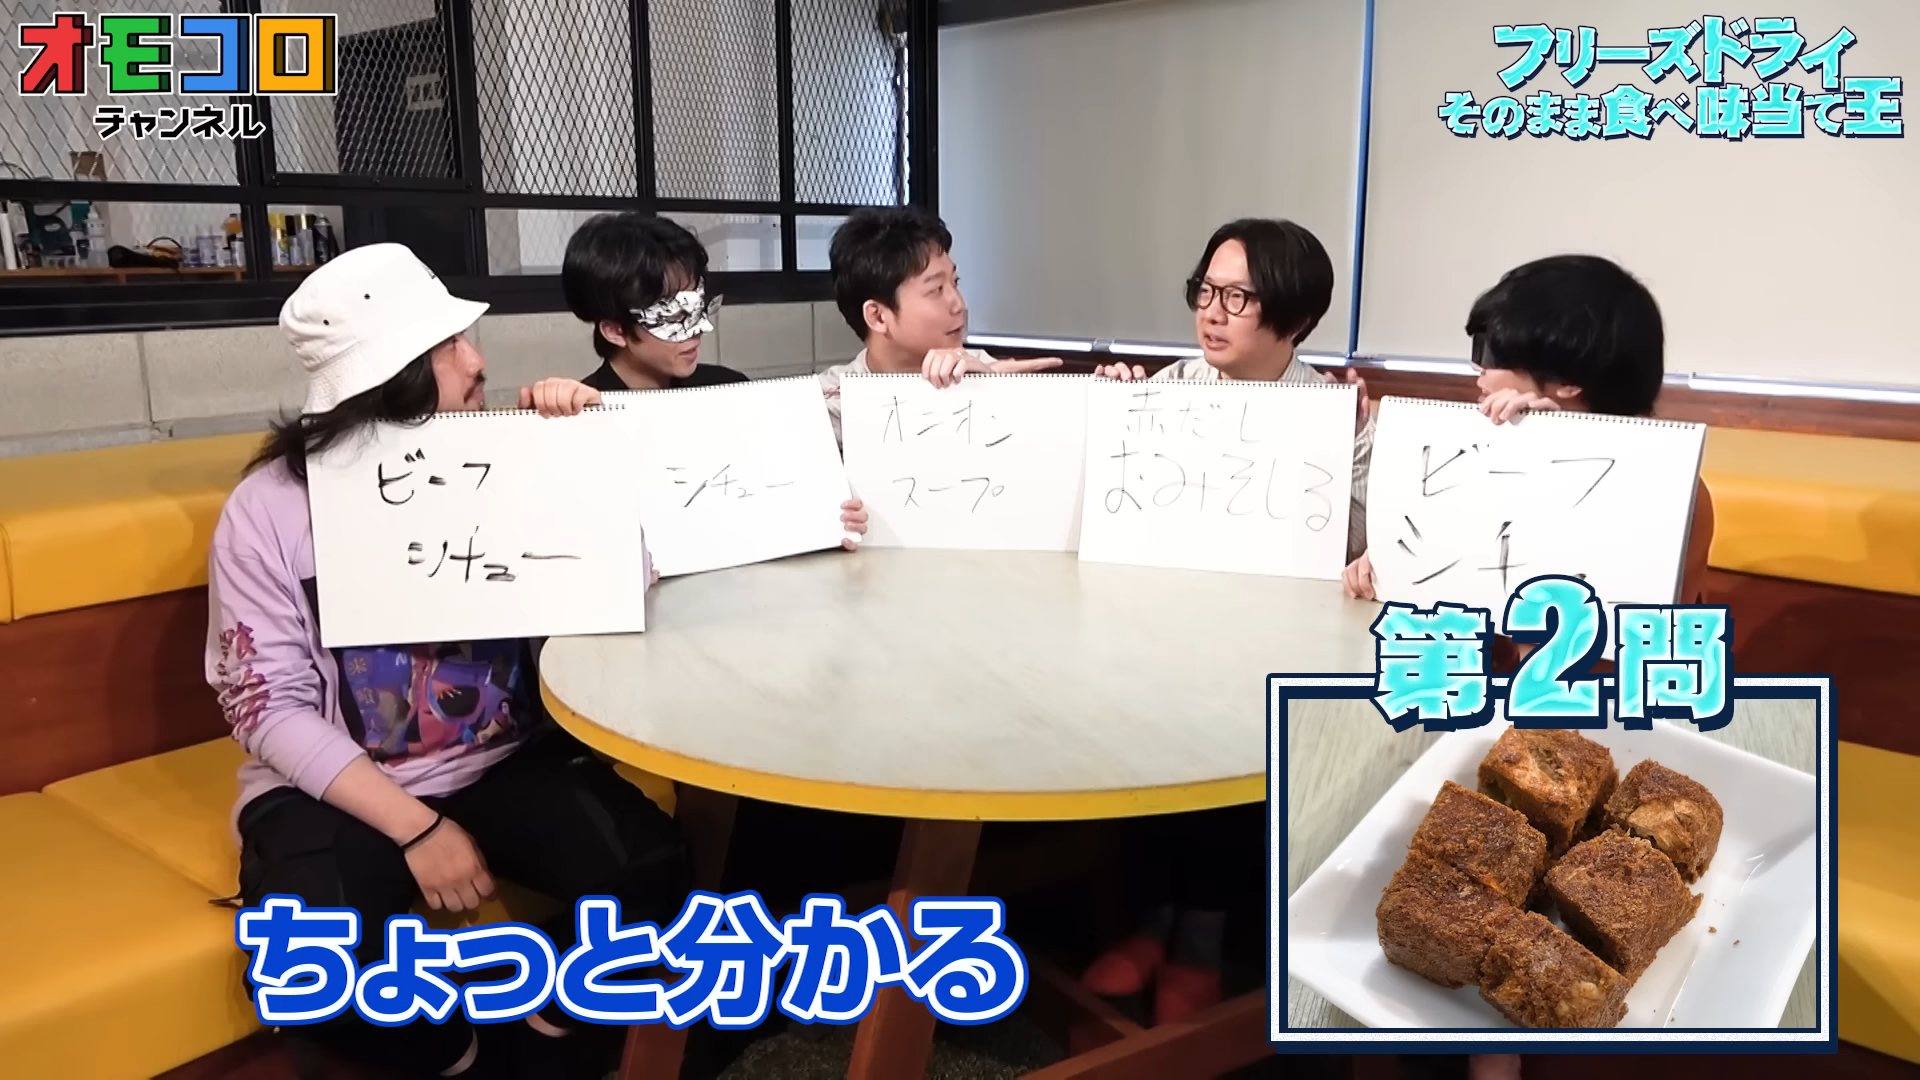 オモコロ
チャンネル
フリーズドライ
そのまま食べ味当て王
ビーフ
シチュー
シチュー
オニオン
スープ
赤だし
おみそしる
ビーフ
シチュー
第2問
ちょっと分かる